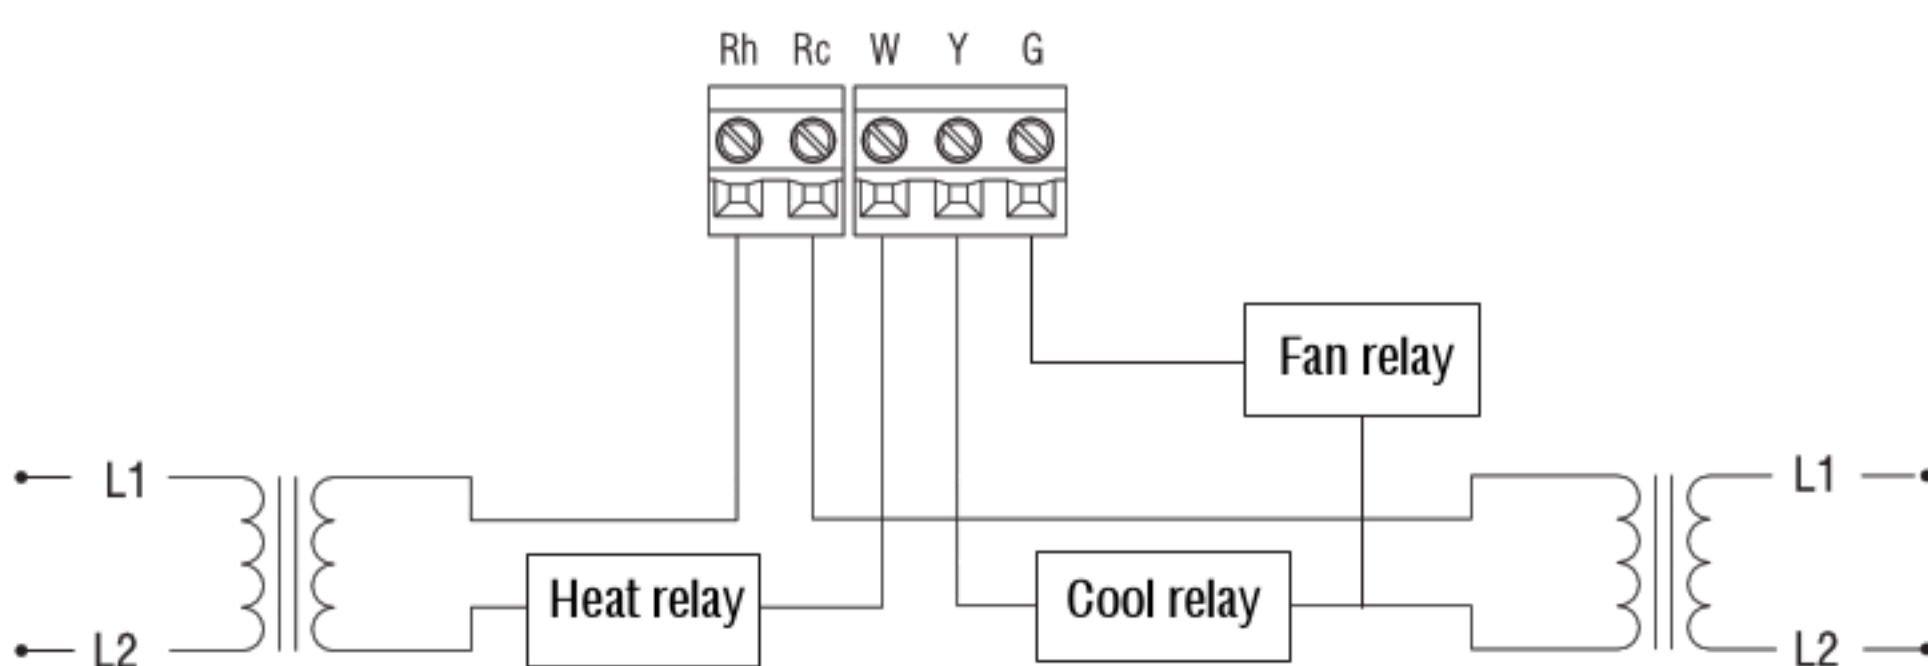 Rh Rc W Y G
Fan relay
L1 L1
Heat relay Cool relay
L2 L2